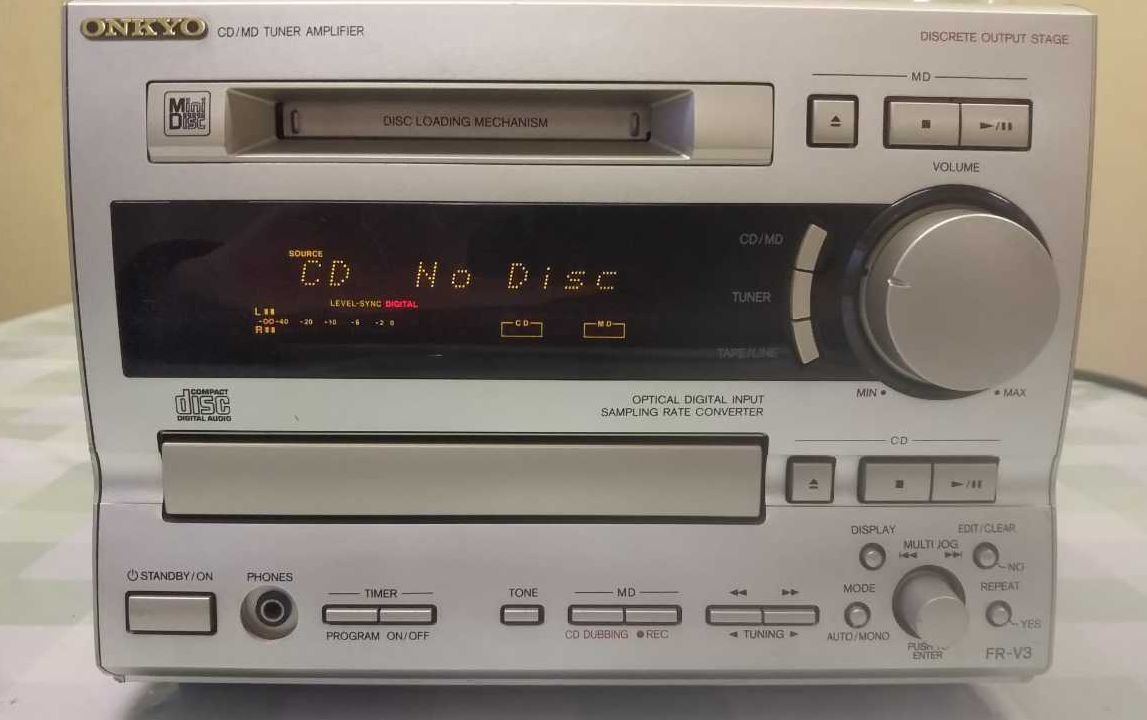 ONKYO CD/MD TUNER AMPLIFIER
DISCRETE OUTPUT STAGE
MD
Mini
Disc
DISC LOADING MECHANISM
VOLUME
CD/MD
SOURCE
CD No Disc
TUNER
LEVEL-SYNC DIGITAL
L
-∞-40 -20 -10 -6 -2 0
R
CD MD
TAPE/LINE
MIN MAX
COMPACT
disc
DIGITAL AUDIO
OPTICAL DIGITAL INPUT
SAMPLING RATE CONVERTER
CD
DISPLAY
EDIT/CLEAR
MULTI JOG
NO
STANDBY/ON
PHONES
TIMER
PROGRAM ON/OFF
TONE
MD
CD DUBBING ●REC
TUNING
MODE
AUTO/MONO
REPEAT
YES
PUSH TO
ENTER
FR-V3